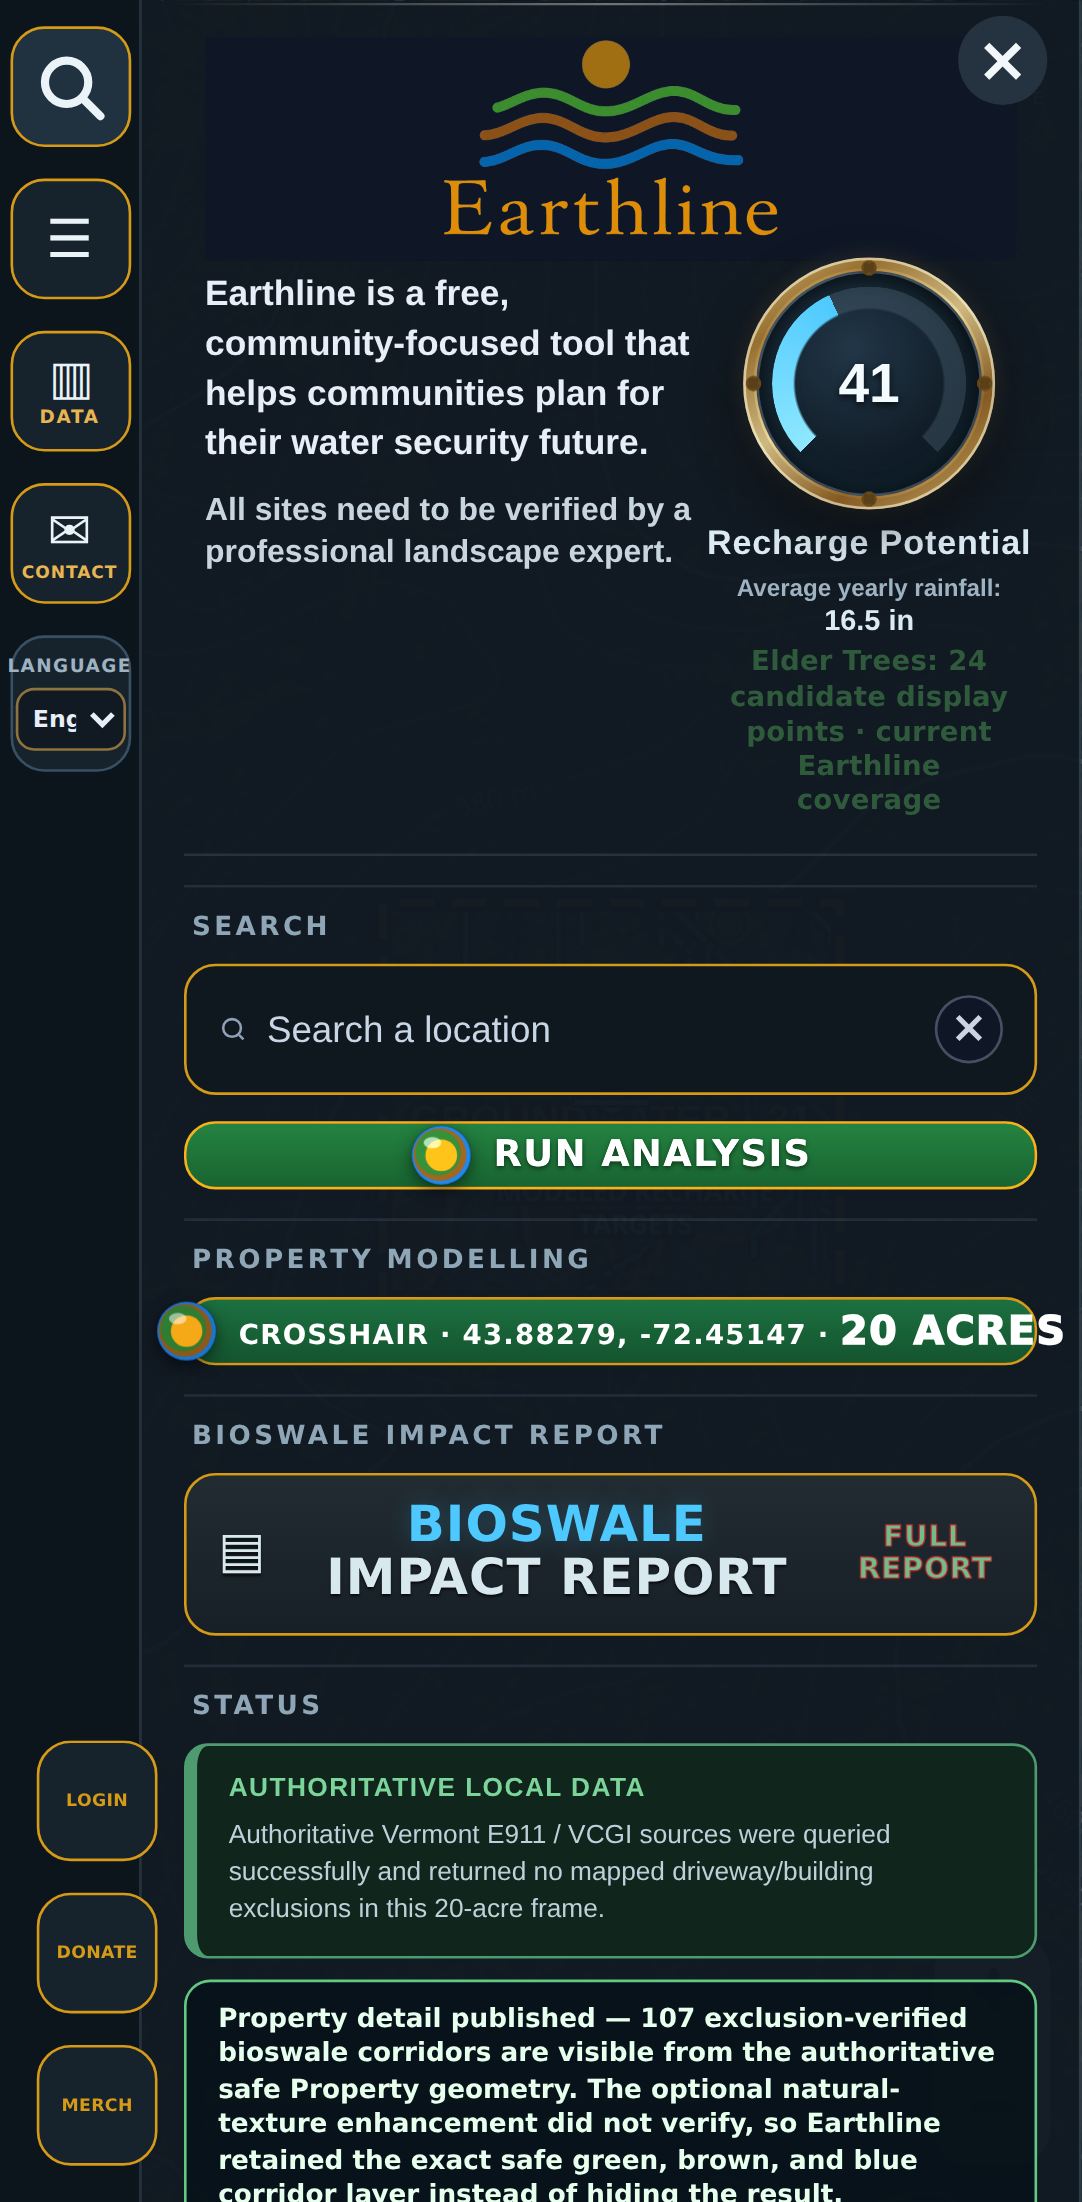 Earthline
Earthline is a free,
community-focused tool that
helps communities plan for
their water security future.
All sites need to be verified by a
professional landscape expert.
41
Recharge Potential
Average yearly rainfall:
16.5 in
Elder Trees: 24
candidate display
points · current
Earthline
coverage
DATA
CONTACT
LANGUAGE
Eng
SEARCH
Search a location
RUN ANALYSIS
MODELED RECHARGE
TARGETS
PROPERTY MODELLING
CROSSHAIR · 43.88279, -72.45147 · 20 ACRES
BIOSWALE IMPACT REPORT
BIOSWALE
IMPACT REPORT
FULL
REPORT
STATUS
AUTHORITATIVE LOCAL DATA
Authoritative Vermont E911 / VCGI sources were queried
successfully and returned no mapped driveway/building
exclusions in this 20-acre frame.
Property detail published — 107 exclusion-verified
bioswale corridors are visible from the authoritative
safe Property geometry. The optional natural-
texture enhancement did not verify, so Earthline
retained the exact safe green, brown, and blue
corridor layer instead of hiding the result.
LOGIN
DONATE
MERCH